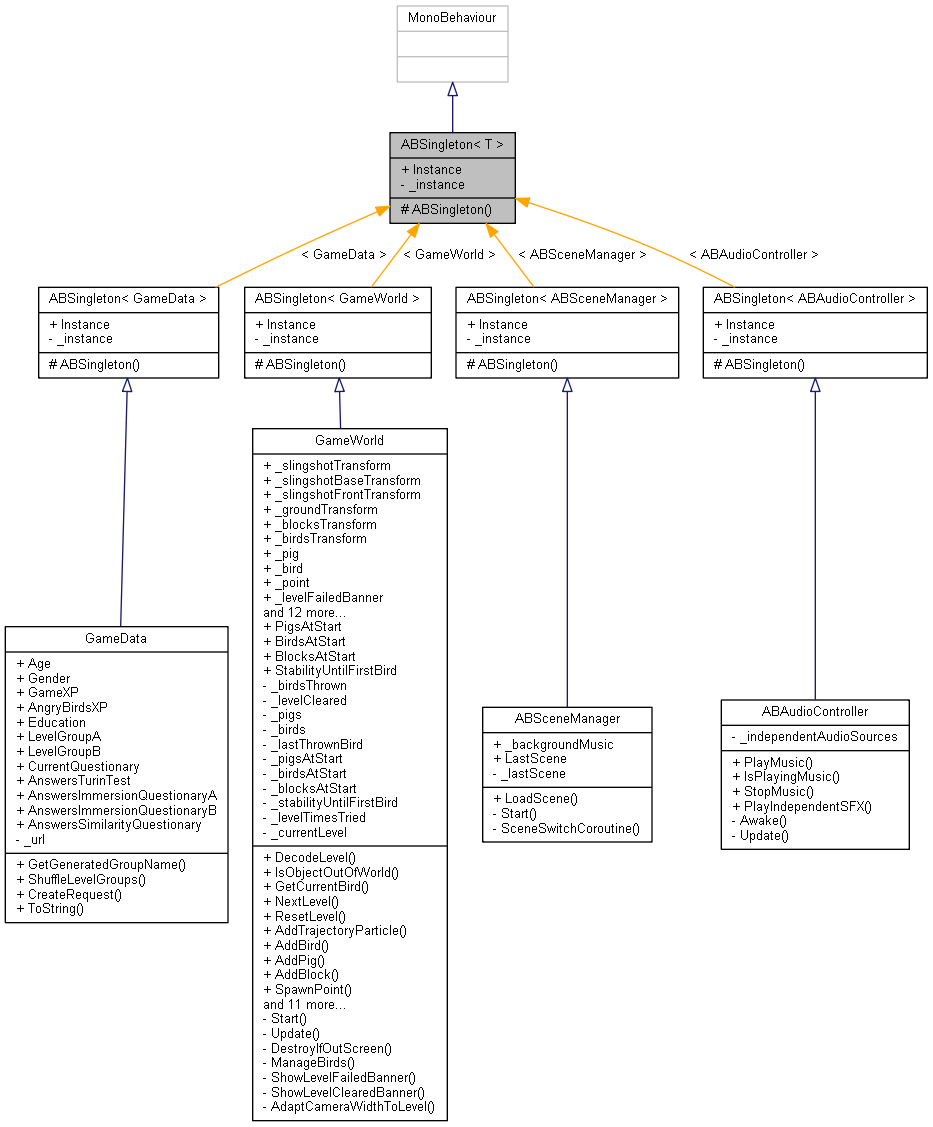 MonoBehaviour
ABSingleton< T >
+ Instance
- _instance
# ABSingleton()
< GameData >
< GameWorld >
< ABSceneManager >
< ABAudioController >
ABSingleton< GameData >
+ Instance
- _instance
# ABSingleton()
ABSingleton< GameWorld >
+ Instance
- _instance
# ABSingleton()
ABSingleton< ABSceneManager >
+ Instance
- _instance
# ABSingleton()
ABSingleton< ABAudioController >
+ Instance
- _instance
# ABSingleton()
GameData
+ Age
+ Gender
+ GameXP
+ AngryBirdsXP
+ Education
+ LevelGroupA
+ LevelGroupB
+ CurrentQuestionary
+ AnswersTurinTest
+ AnswersImmersionQuestionaryA
+ AnswersImmersionQuestionaryB
+ AnswersSimilarityQuestionary
- _url
+ GetGeneratedGroupName()
+ ShuffleLevelGroups()
+ CreateRequest()
+ ToString()
GameWorld
+ _slingshotTransform
+ _slingshotBaseTransform
+ _slingshotFrontTransform
+ _groundTransform
+ _blocksTransform
+ _birdsTransform
+ _pig
+ _bird
+ _point
+ _levelFailedBanner
and 12 more...
+ PigsAtStart
+ BirdsAtStart
+ BlocksAtStart
+ StabilityUntilFirstBird
- _birdsThrown
- _levelCleared
- _pigs
- _birds
- _lastThrownBird
- _pigsAtStart
- _birdsAtStart
- _blocksAtStart
- _stabilityUntilFirstBird
- _levelTimesTried
- _currentLevel
+ DecodeLevel()
+ IsObjectOutOfWorld()
+ GetCurrentBird()
+ NextLevel()
+ ResetLevel()
+ AddTrajectoryParticle()
+ AddBird()
+ AddPig()
+ AddBlock()
+ SpawnPoint()
and 11 more...
- Start()
- Update()
- DestroyIfOutScreen()
- ManageBirds()
- ShowLevelFailedBanner()
- ShowLevelClearedBanner()
- AdaptCameraWidthToLevel()
ABSceneManager
+ _backgroundMusic
+ LastScene
- _lastScene
+ LoadScene()
- Start()
- SceneSwitchCoroutine()
ABAudioController
- _independentAudioSources
+ PlayMusic()
+ IsPlayingMusic()
+ StopMusic()
+ PlayIndependentSFX()
- Awake()
- Update()